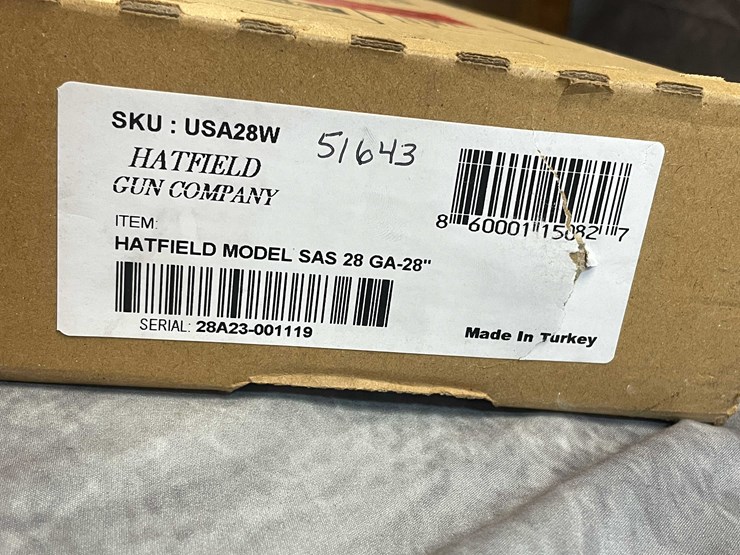 SKU : USA28W
51643
HATFIELD
GUN COMPANY
8 60001 15082 7
ITEM:
HATFIELD MODEL SAS 28 GA-28"
SERIAL: 28A23-001119
Made In Turkey